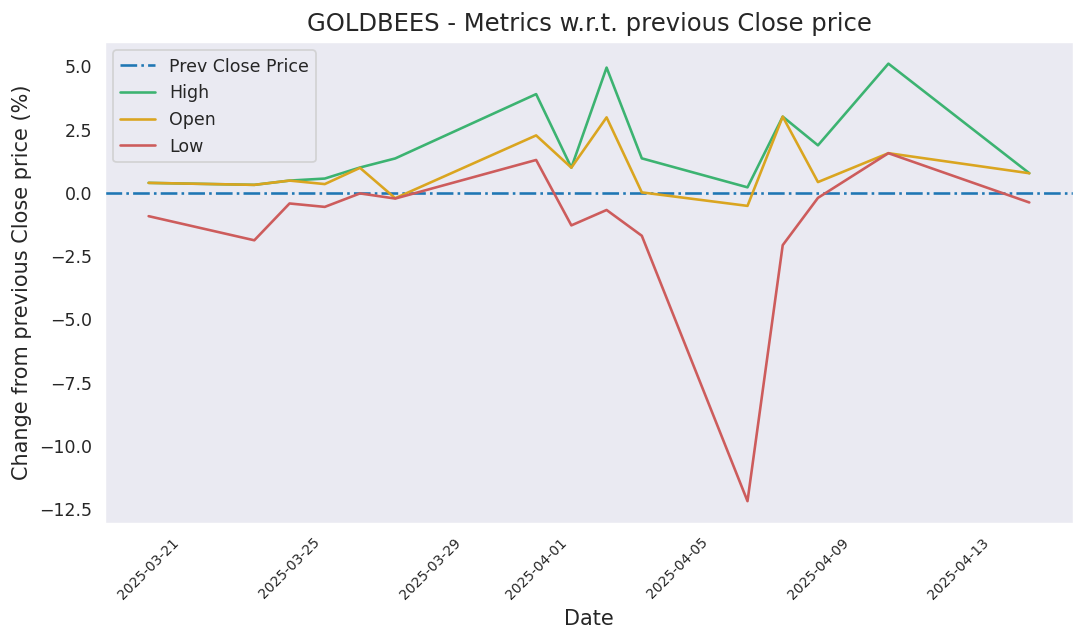 GOLDBEES - Metrics w.r.t. previous Close price
Prev Close Price
High
Open
Low
Change from previous Close price (%)
5.0
2.5
0.0
−2.5
−5.0
−7.5
−10.0
−12.5
2025-03-21
2025-03-25
2025-03-29
2025-04-01
2025-04-05
2025-04-09
2025-04-13
Date